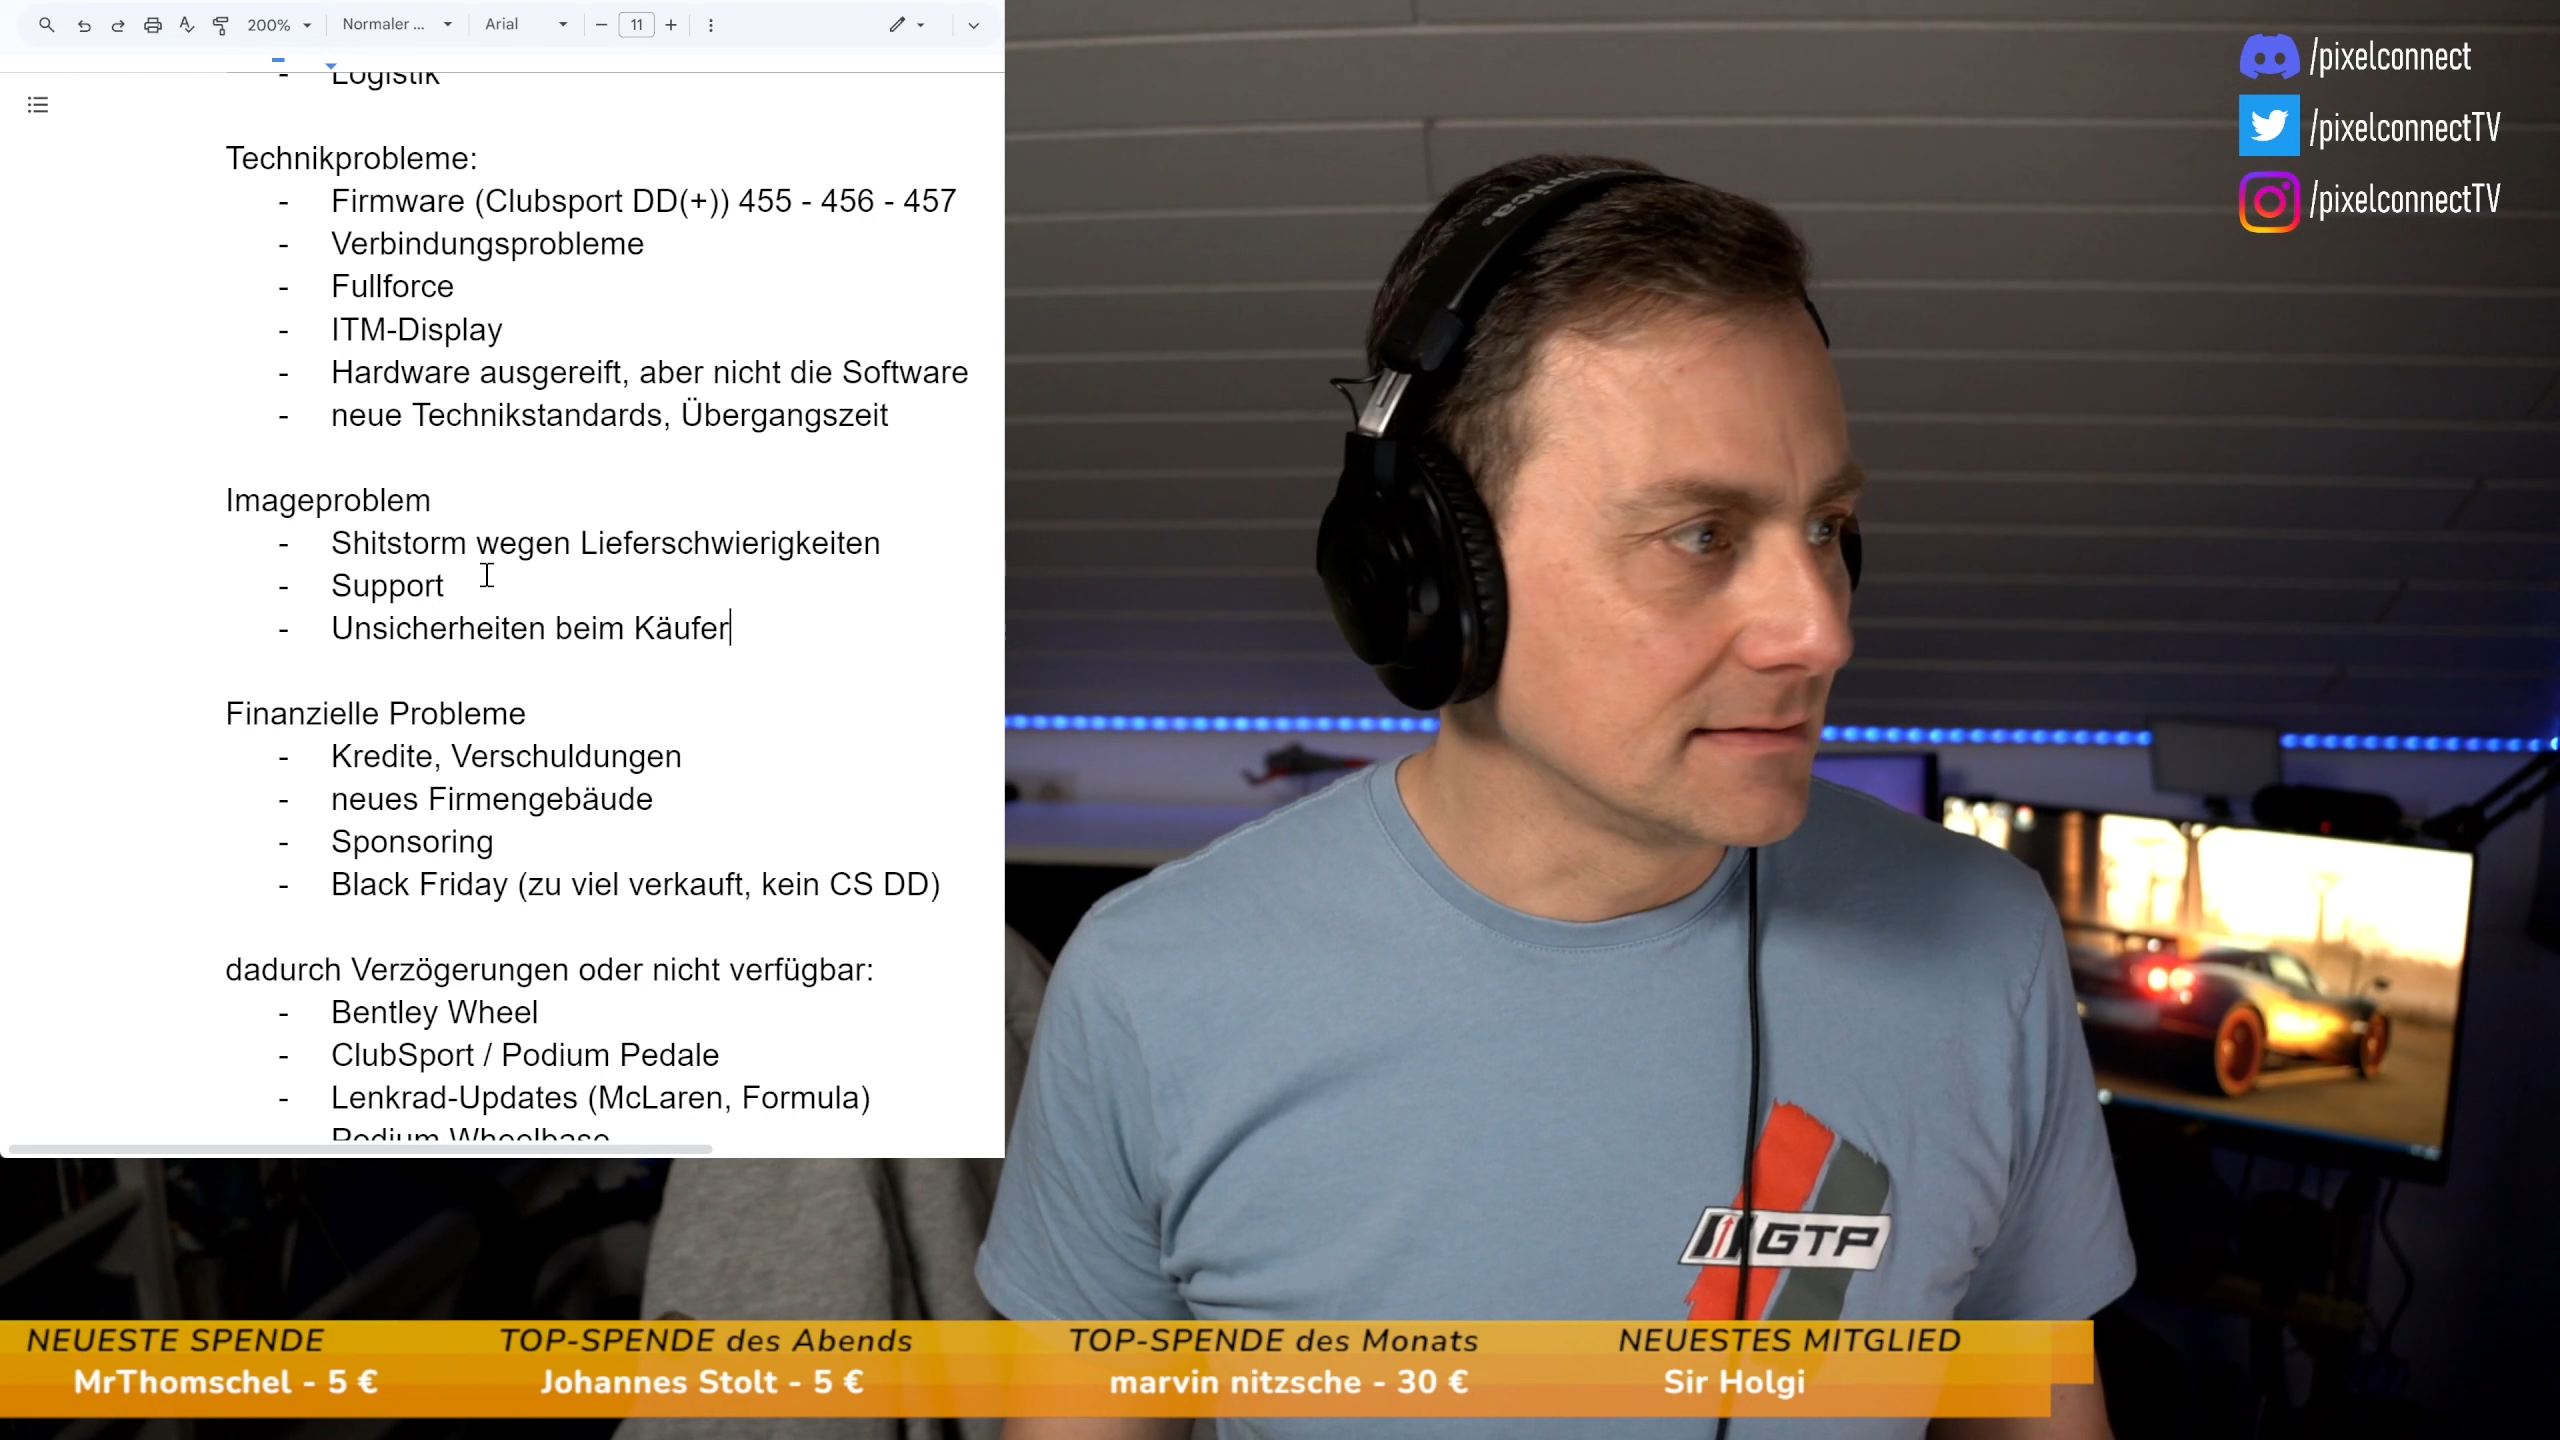 200%
Normaler ...
Arial
11
Logistik
Technikprobleme:
- Firmware (Clubsport DD(+)) 455 - 456 - 457
- Verbindungsprobleme
- Fullforce
- ITM-Display
- Hardware ausgereift, aber nicht die Software
- neue Technikstandards, Übergangszeit
Imageproblem
- Shitstorm wegen Lieferschwierigkeiten
- Support
- Unsicherheiten beim Käufer
Finanzielle Probleme
- Kredite, Verschuldungen
- neues Firmengebäude
- Sponsoring
- Black Friday (zu viel verkauft, kein CS DD)
dadurch Verzögerungen oder nicht verfügbar:
- Bentley Wheel
- ClubSport / Podium Pedale
- Lenkrad-Updates (McLaren, Formula)
Podium Wheelbase
/pixelconnect
/pixelconnectTV
/pixelconnectTV
GTP
NEUESTE SPENDE
MrThomschel - 5 €
TOP-SPENDE des Abends
Johannes Stolt - 5 €
TOP-SPENDE des Monats
marvin nitzsche - 30 €
NEUESTES MITGLIED
Sir Holgi